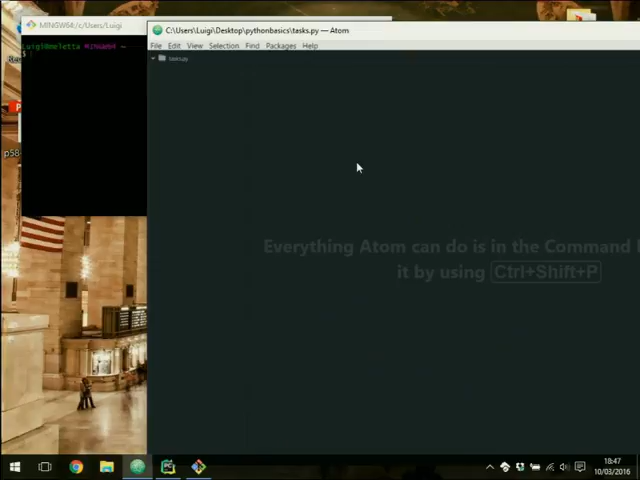 MINGW64:/c/Users/Luigi
C:\Users\Luigi\Desktop\pythonbasics\tasks.py — Atom
File Edit View Selection Find Packages Help
tasks.py
$
Everything Atom can do is in the Command
it by using Ctrl+Shift+P
18:47
10/03/2016